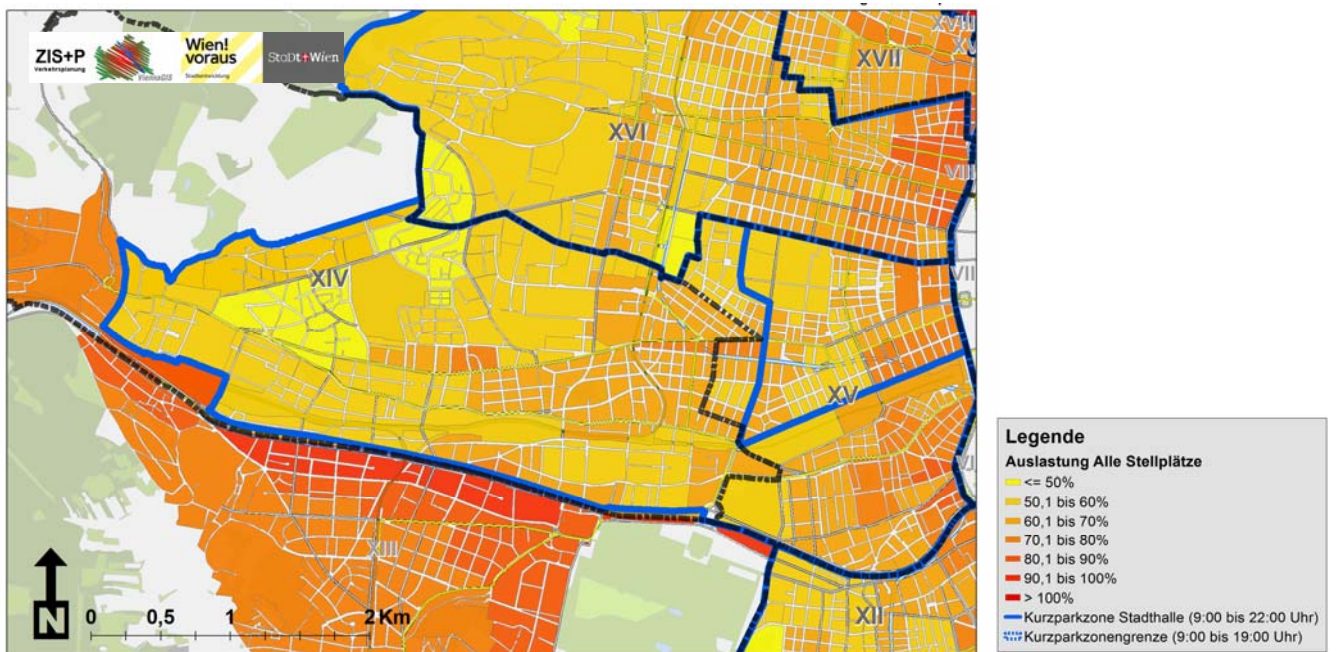 ZIS+P
Verkehrsplanung
ViennaGIS
Wien!
voraus
Stadtentwicklung
StaDt Wien
XVIII
XVII
XVI
VIII
XIV
VII
XV
XIII
XII
N
0 0,5 1 2 Km
Legende
Auslastung Alle Stellplätze
<= 50%
50,1 bis 60%
60,1 bis 70%
70,1 bis 80%
80,1 bis 90%
90,1 bis 100%
> 100%
Kurzparkzone Stadthalle (9:00 bis 22:00 Uhr)
Kurzparkzonengrenze (9:00 bis 19:00 Uhr)